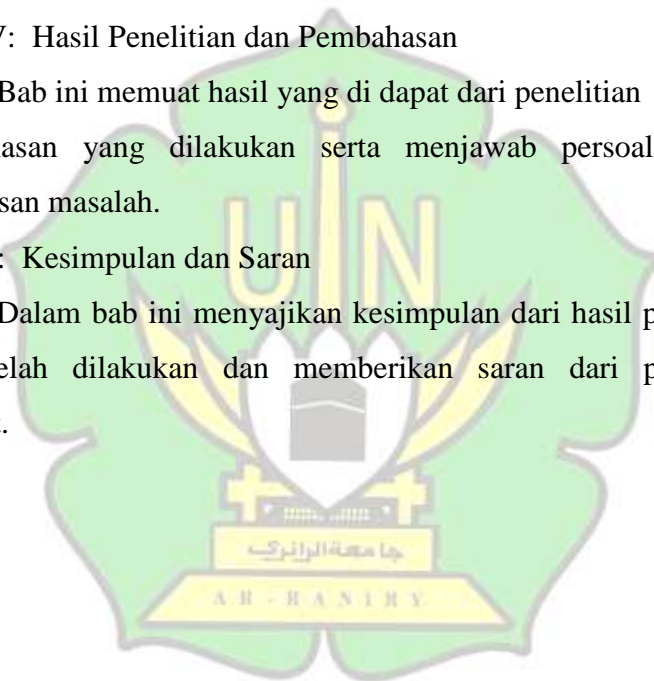 V: Hasil Penelitian dan Pembahasan
Bab ini memuat hasil yang di dapat dari penelitian
asan yang dilakukan serta menjawab persoal
san masalah.
: Kesimpulan dan Saran
Dalam bab ini menyajikan kesimpulan dari hasil p
elah dilakukan dan memberikan saran dari p
.
UIN
جامعة الرانري
AR-RANIRY